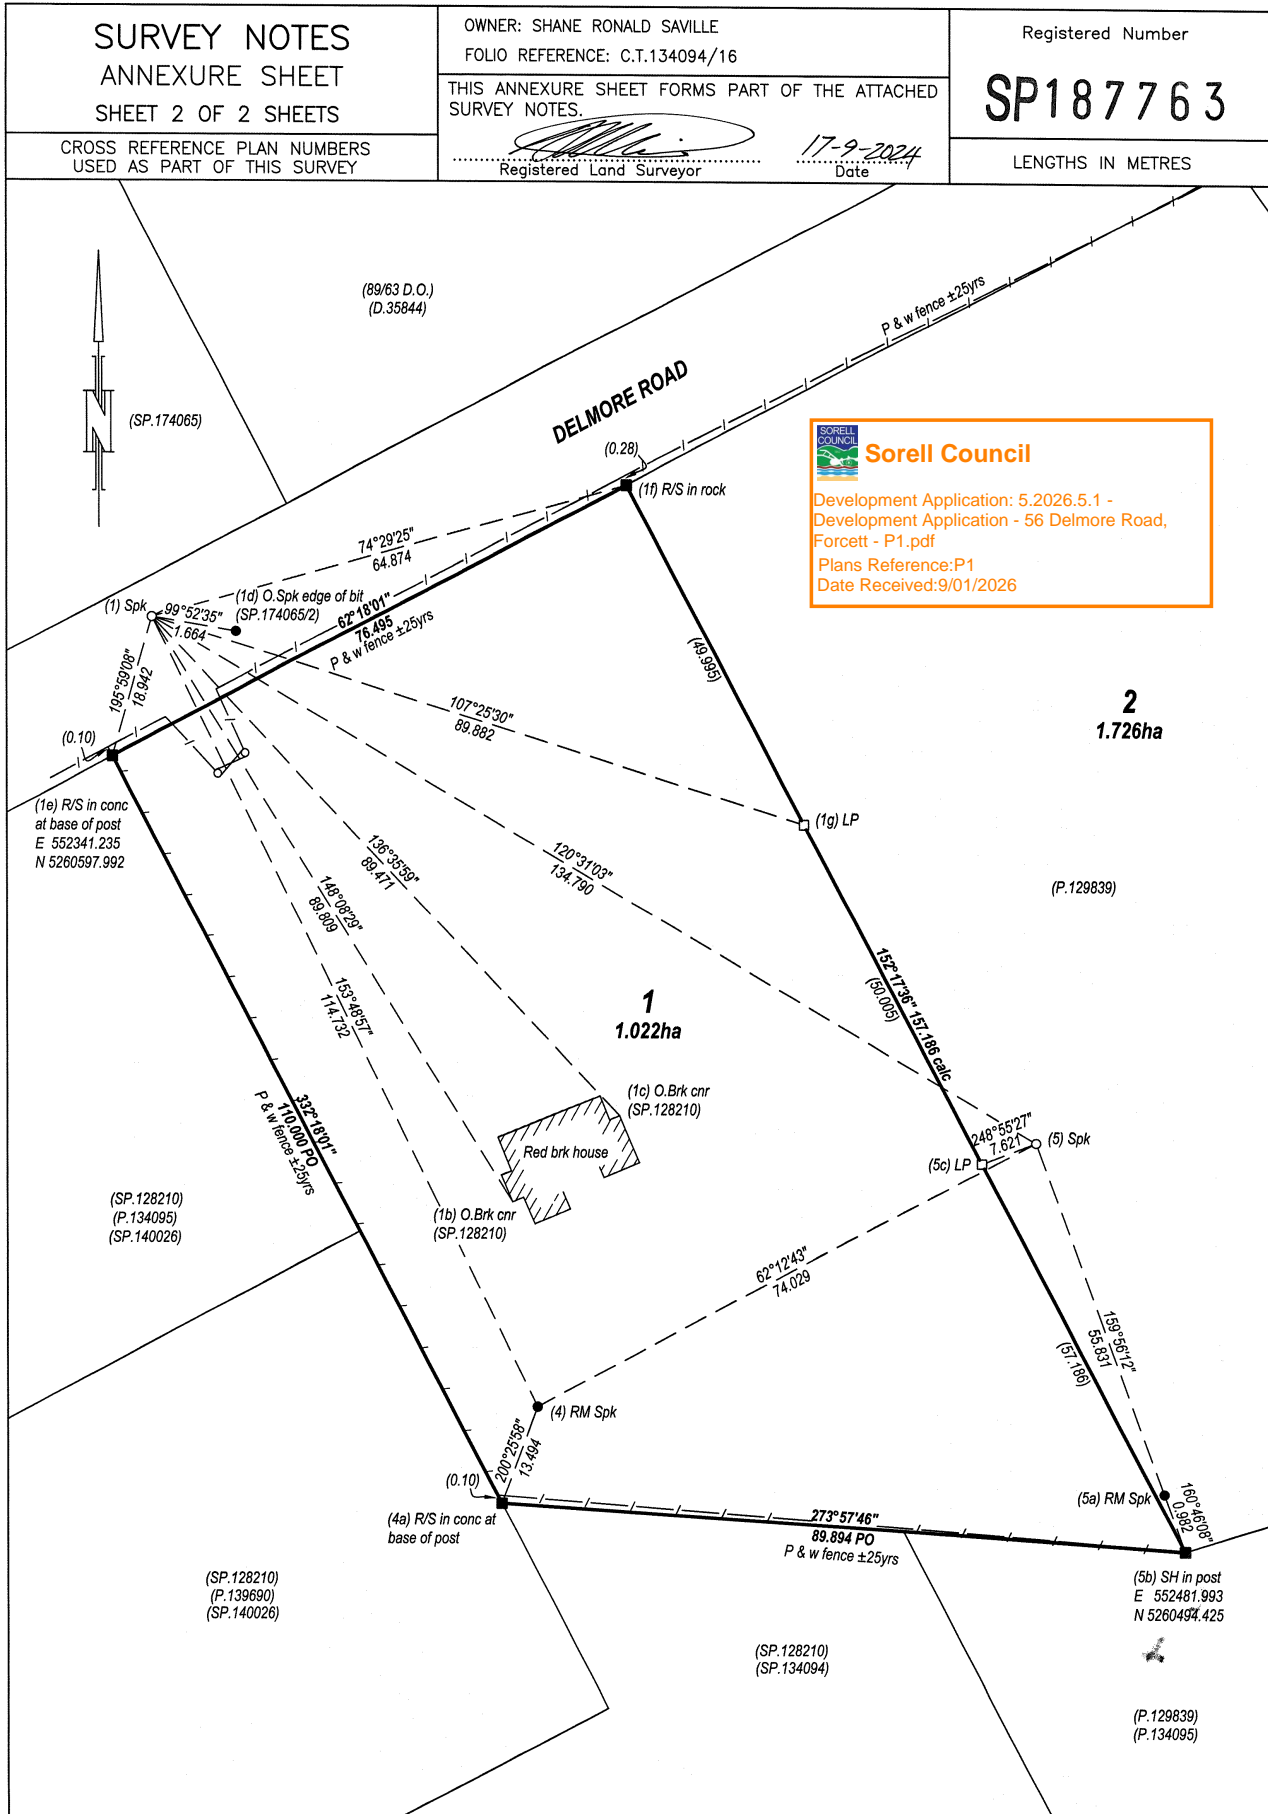 SURVEY NOTES
ANNEXURE SHEET
SHEET 2 OF 2 SHEETS
CROSS REFERENCE PLAN NUMBERS
USED AS PART OF THIS SURVEY
OWNER: SHANE RONALD SAVILLE
FOLIO REFERENCE: C.T.134094/16
THIS ANNEXURE SHEET FORMS PART OF THE ATTACHED
SURVEY NOTES.
17-9-2024
Registered Land Surveyor
Date
Registered Number
SP187763
LENGTHS IN METRES
(89/63 D.O.)
(D.35844)
P & w fence ±25yrs
N
(SP.174065)
DELMORE ROAD
(0.28)
(1f) R/S in rock
SORELL
COUNCIL
Sorell Council
Development Application: 5.2026.5.1 -
Development Application - 56 Delmore Road,
Forcett - P1.pdf
Plans Reference:P1
Date Received:9/01/2026
74°29'25"
64.874
(1) Spk
99°52'35"
1.664
(1d) O.Spk edge of bit
(SP.174065/2)
62°18'01"
76.495
P & w fence ±25yrs
195°59'08"
18.942
(0.10)
(49.995)
107°25'30"
89.882
2
1.726ha
(1e) R/S in conc
at base of post
E 552341.235
N 5260597.992
(1g) LP
136°35'59"
89.471
120°31'03"
134.790
148°08'29"
89.809
(P.129839)
153°48'57"
114.732
152°17'36" 157.186 calc
(50.005)
1
1.022ha
332°18'01"
110.000 PO
P & w fence ±25yrs
(1c) O.Brk cnr
(SP.128210)
Red brk house
248°55'27"
7.621
(5) Spk
(5c) LP
(SP.128210)
(P.134095)
(SP.140026)
(1b) O.Brk cnr
(SP.128210)
62°12'43"
74.029
159°56'12"
55.831
(57.186)
(4) RM Spk
200°25'58"
13.494
(0.10)
(4a) R/S in conc at
base of post
273°57'46"
89.894 PO
P & w fence ±25yrs
(5a) RM Spk
160°46'08"
0.982
(5b) SH in post
E 552481.993
N 5260494.425
(SP.128210)
(P.139690)
(SP.140026)
(SP.128210)
(SP.134094)
(P.129839)
(P.134095)